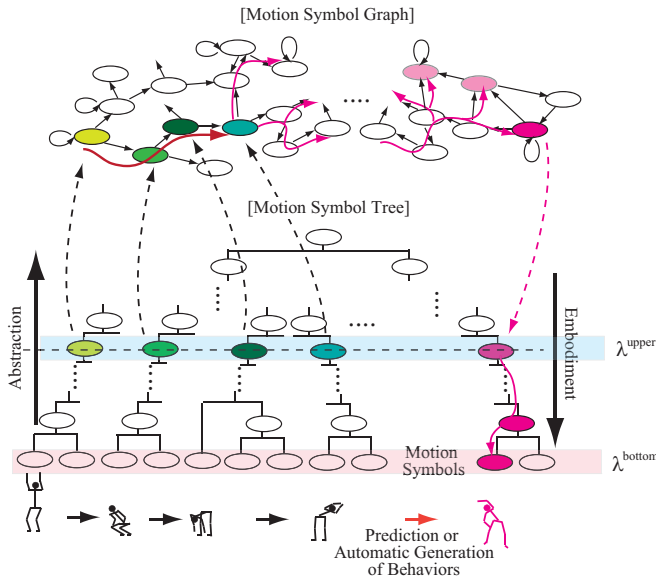 [Motion Symbol Graph]
[Motion Symbol Tree]
Abstraction
Embodiment
λupper
λbottom
Motion
Symbols
Prediction or
Automatic Generation
of Behaviors